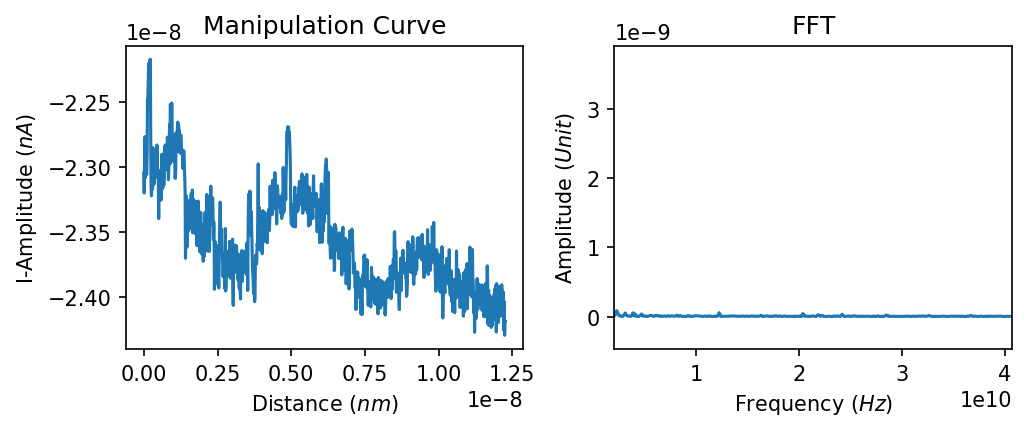 Manipulation Curve
1e−8
−2.25
−2.30
−2.35
−2.40
I-Amplitude (nA)
0.00 0.25 0.50 0.75 1.00 1.25
Distance (nm)
1e−8
FFT
1e−9
3
2
1
0
Amplitude (Unit)
1 2 3 4
Frequency (Hz)
1e10